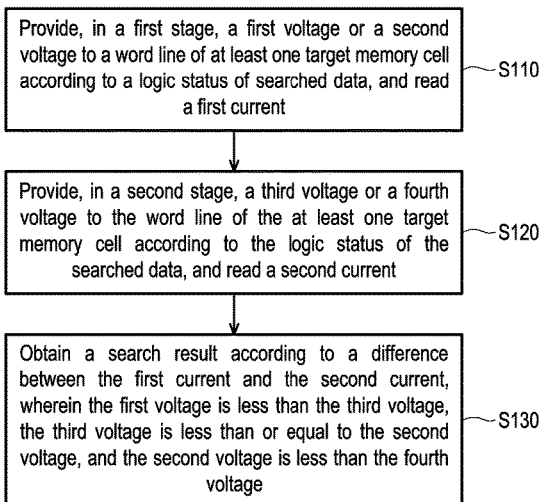 Provide, in a first stage, a first voltage or a second
voltage to a word line of at least one target memory cell
according to a logic status of searched data, and read
a first current
S110
Provide, in a second stage, a third voltage or a fourth
voltage to the word line of the at least one target
memory cell according to the logic status of the
searched data, and read a second current
S120
Obtain a search result according to a difference
between the first current and the second current,
wherein the first voltage is less than the third voltage,
the third voltage is less than or equal to the second
voltage, and the second voltage is less than the fourth
voltage
S130